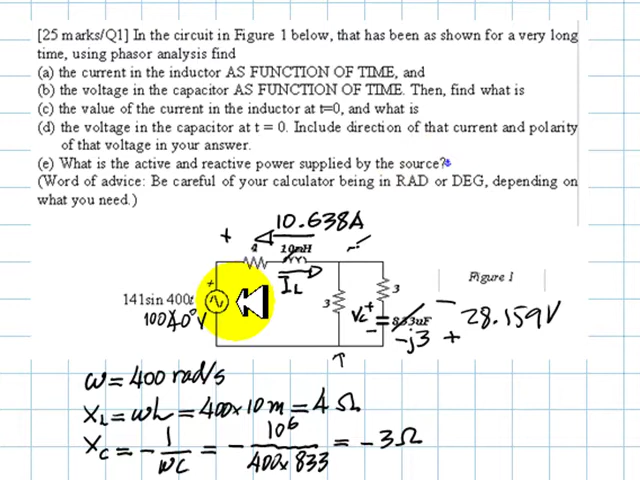 [25 marks/Q1] In the circuit in Figure 1 below, that has been as shown for a very long
time, using phasor analysis find
(a) the current in the inductor AS FUNCTION OF TIME, and
(b) the voltage in the capacitor AS FUNCTION OF TIME. Then, find what is
(c) the value of the current in the inductor at t=0, and what is
(d) the voltage in the capacitor at t = 0. Include direction of that current and polarity
of that voltage in your answer.
(e) What is the active and reactive power supplied by the source?
(Word of advice: Be careful of your calculator being in RAD or DEG, depending on
what you need.)
10.638A
+
10mH
I_L
Figure 1
+
3
141sin 400t
3
Vc
+
833uF
−
28.159V
100∠0° V
−
-j3
+
ω = 400 rad/s
X_L = ωL = 400×10m = 4 Ω
X_C = - 1/ωC = - 10⁶/400×833 = -3Ω